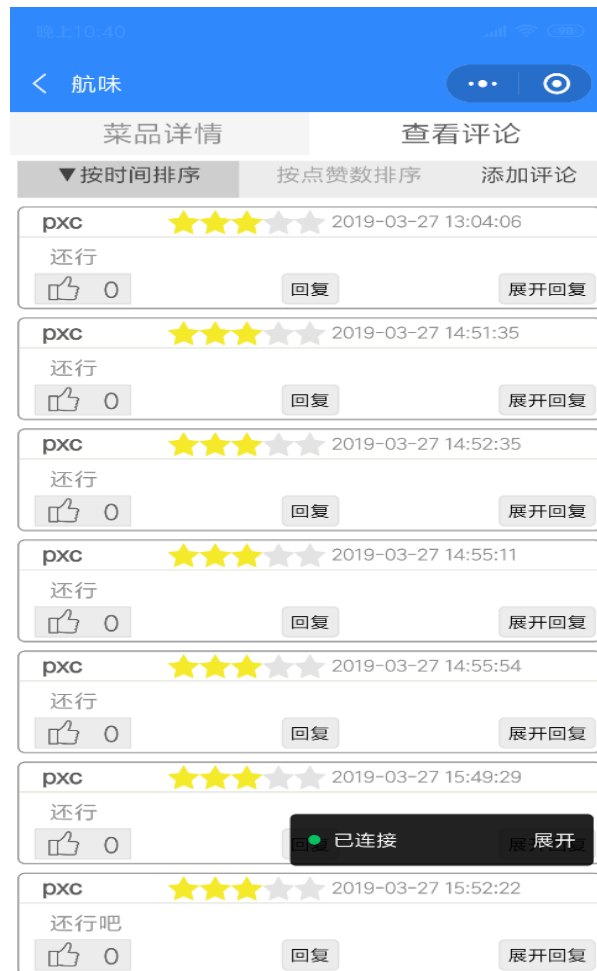 晚上10:40
航味
菜品详情 查看评论
▼按时间排序 按点赞数排序 添加评论
pxc 2019-03-27 13:04:06
还行
0 回复 展开回复
pxc 2019-03-27 14:51:35
还行
0 回复 展开回复
pxc 2019-03-27 14:52:35
还行
0 回复 展开回复
pxc 2019-03-27 14:55:11
还行
0 回复 展开回复
pxc 2019-03-27 14:55:54
还行
0 回复 展开回复
pxc 2019-03-27 15:49:29
还行
已连接 展开
0 回复 展开回复
pxc 2019-03-27 15:52:22
还行吧
0 回复 展开回复